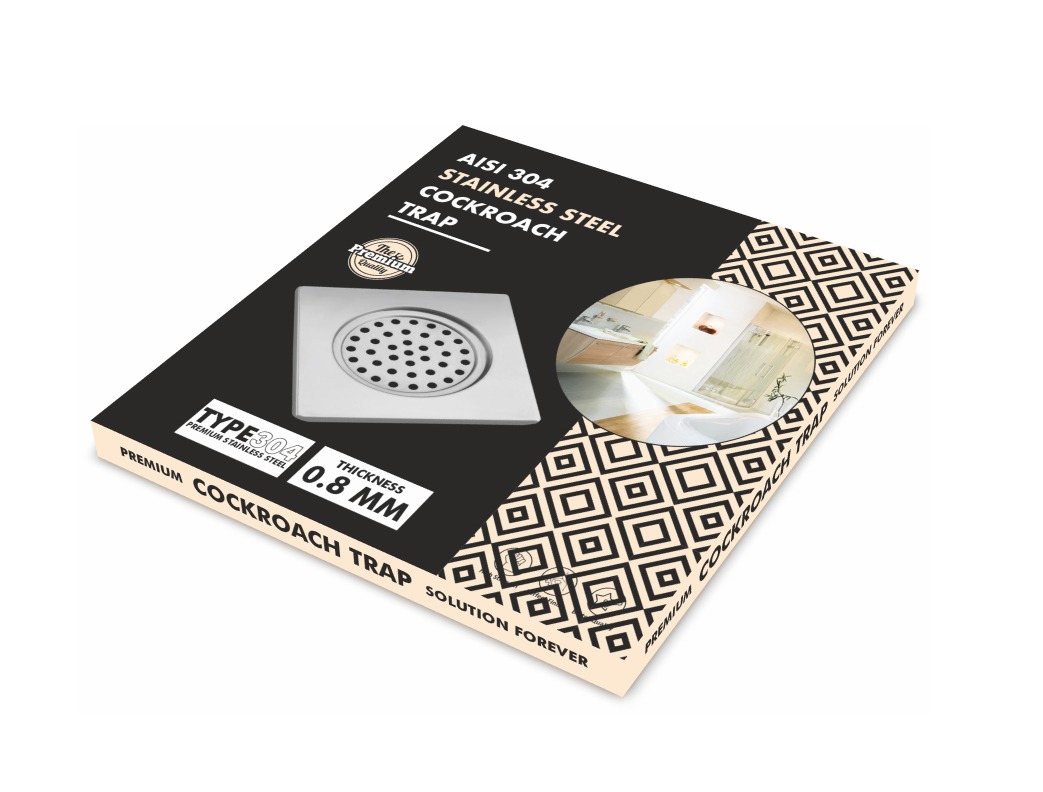 AISI 304
STAINLESS STEEL
COCKROACH
TRAP
The
Premium
Quality
TYPE304
PREMIUM STAINLESS STEEL
THICKNESS
0.8 MM
PREMIUM COCKROACH TRAP SOLUTION FOREVER
PREMIUM COCKROACH TRAP SOLUTION FOREVER